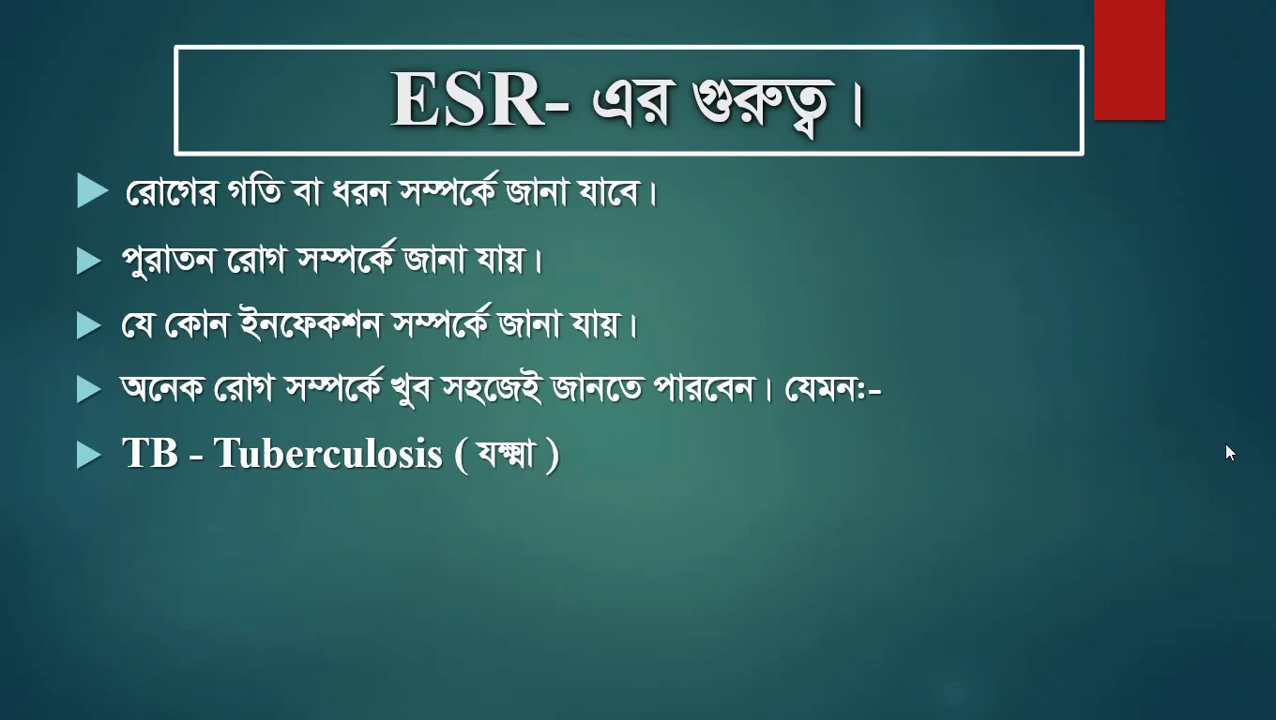 ESR- এর গুরুত্ব।
রোগের গতি বা ধরন সম্পর্কে জানা যাবে।
পুরাতন রোগ সম্পর্কে জানা যায়।
যে কোন ইনফেকশন সম্পর্কে জানা যায়।
অনেক রোগ সম্পর্কে খুব সহজেই জানতে পারবেন। যেমনঃ-
TB - Tuberculosis ( যক্ষ্মা )